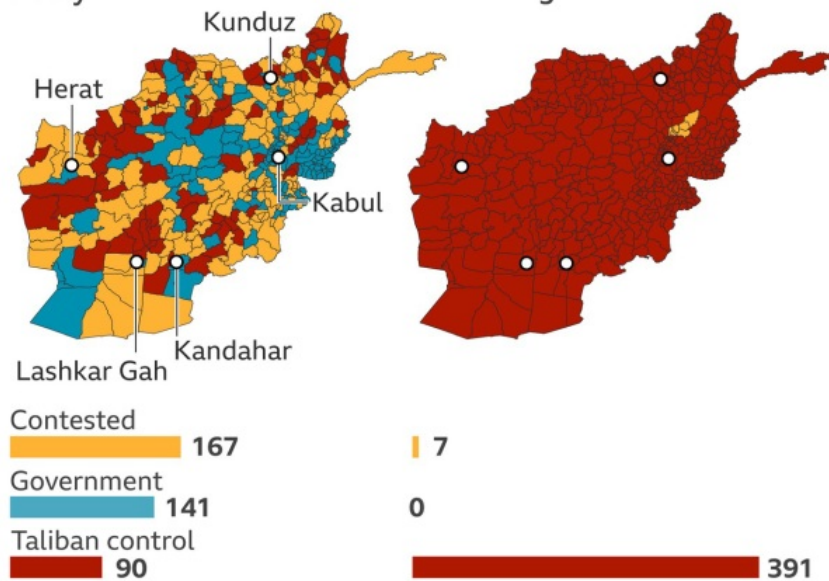 Kunduz
Herat
Kabul
Kandahar
Lashkar Gah
Contested
167 7
Government
141 0
Taliban control
90 391